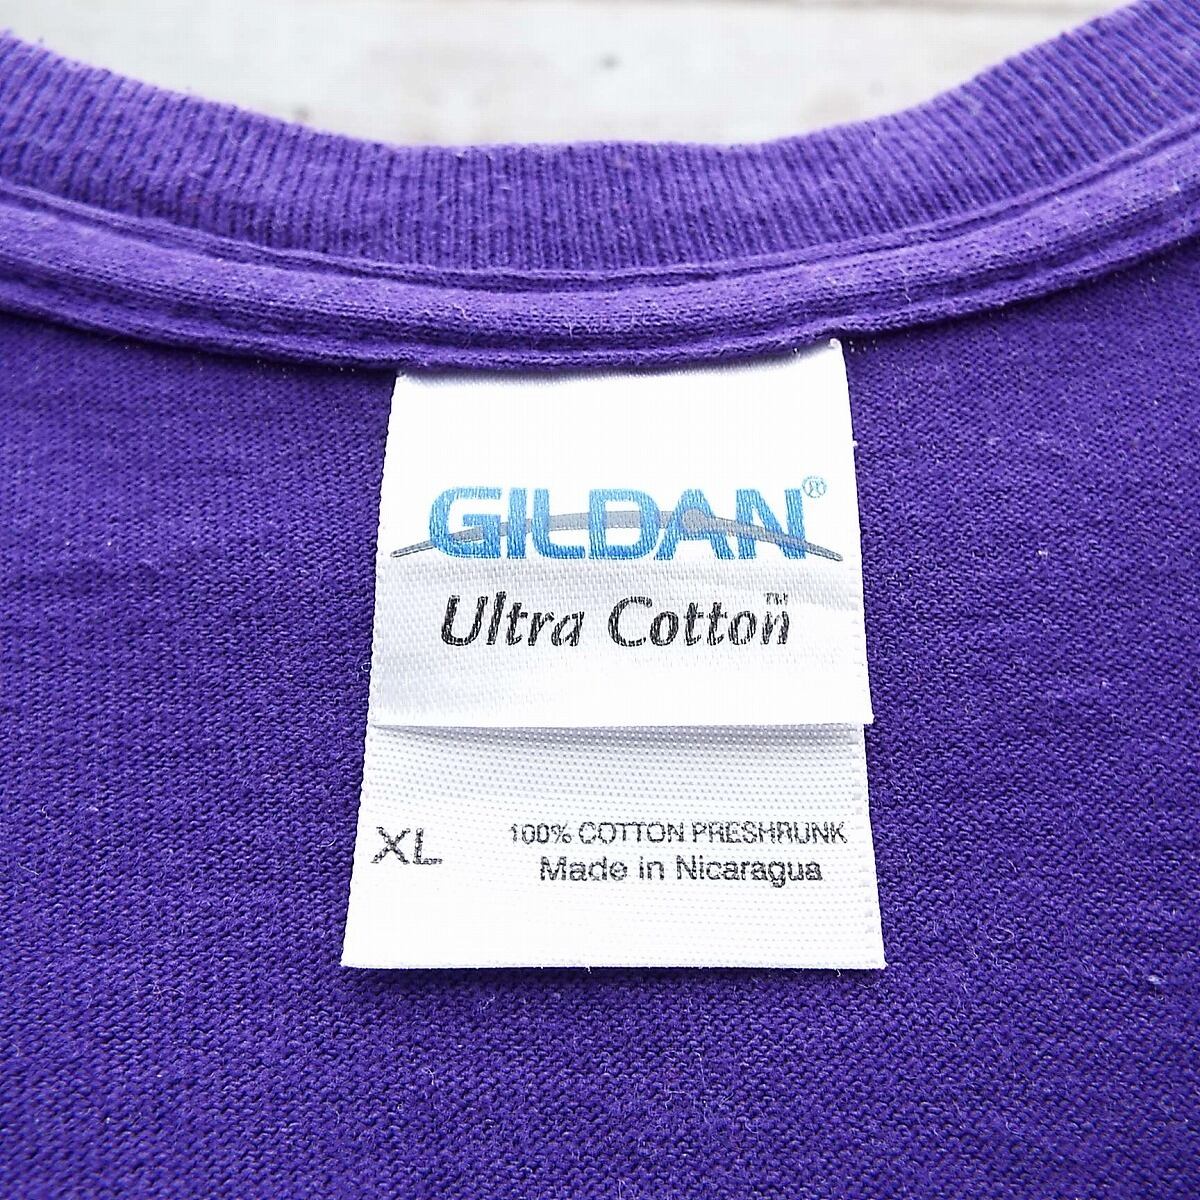 GILDAN®
Ultra Cotton™
XL
100% COTTON PRESHRUNK
Made in Nicaragua